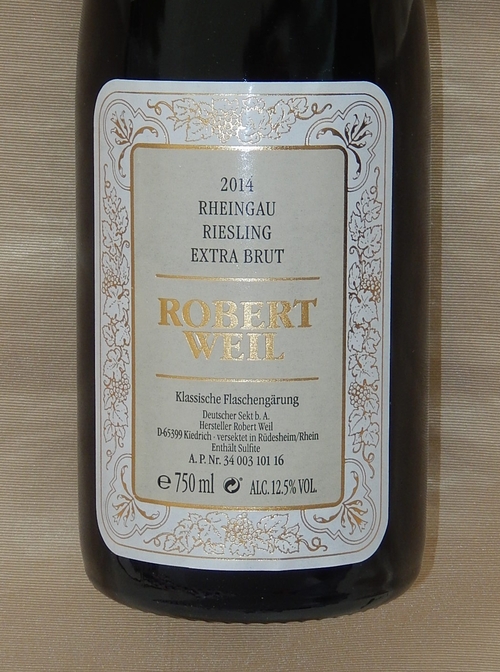 2014
RHEINGAU
RIESLING
EXTRA BRUT
ROBERT
WEIL
Klassische Flaschengärung
Deutscher Sekt b. A.
Hersteller Robert Weil
D-65399 Kiedrich - versektet in Rüdesheim/Rhein
Enthält Sulfite
A. P. Nr. 34 003 101 16
℮ 750 ml ALC. 12.5% VOL.